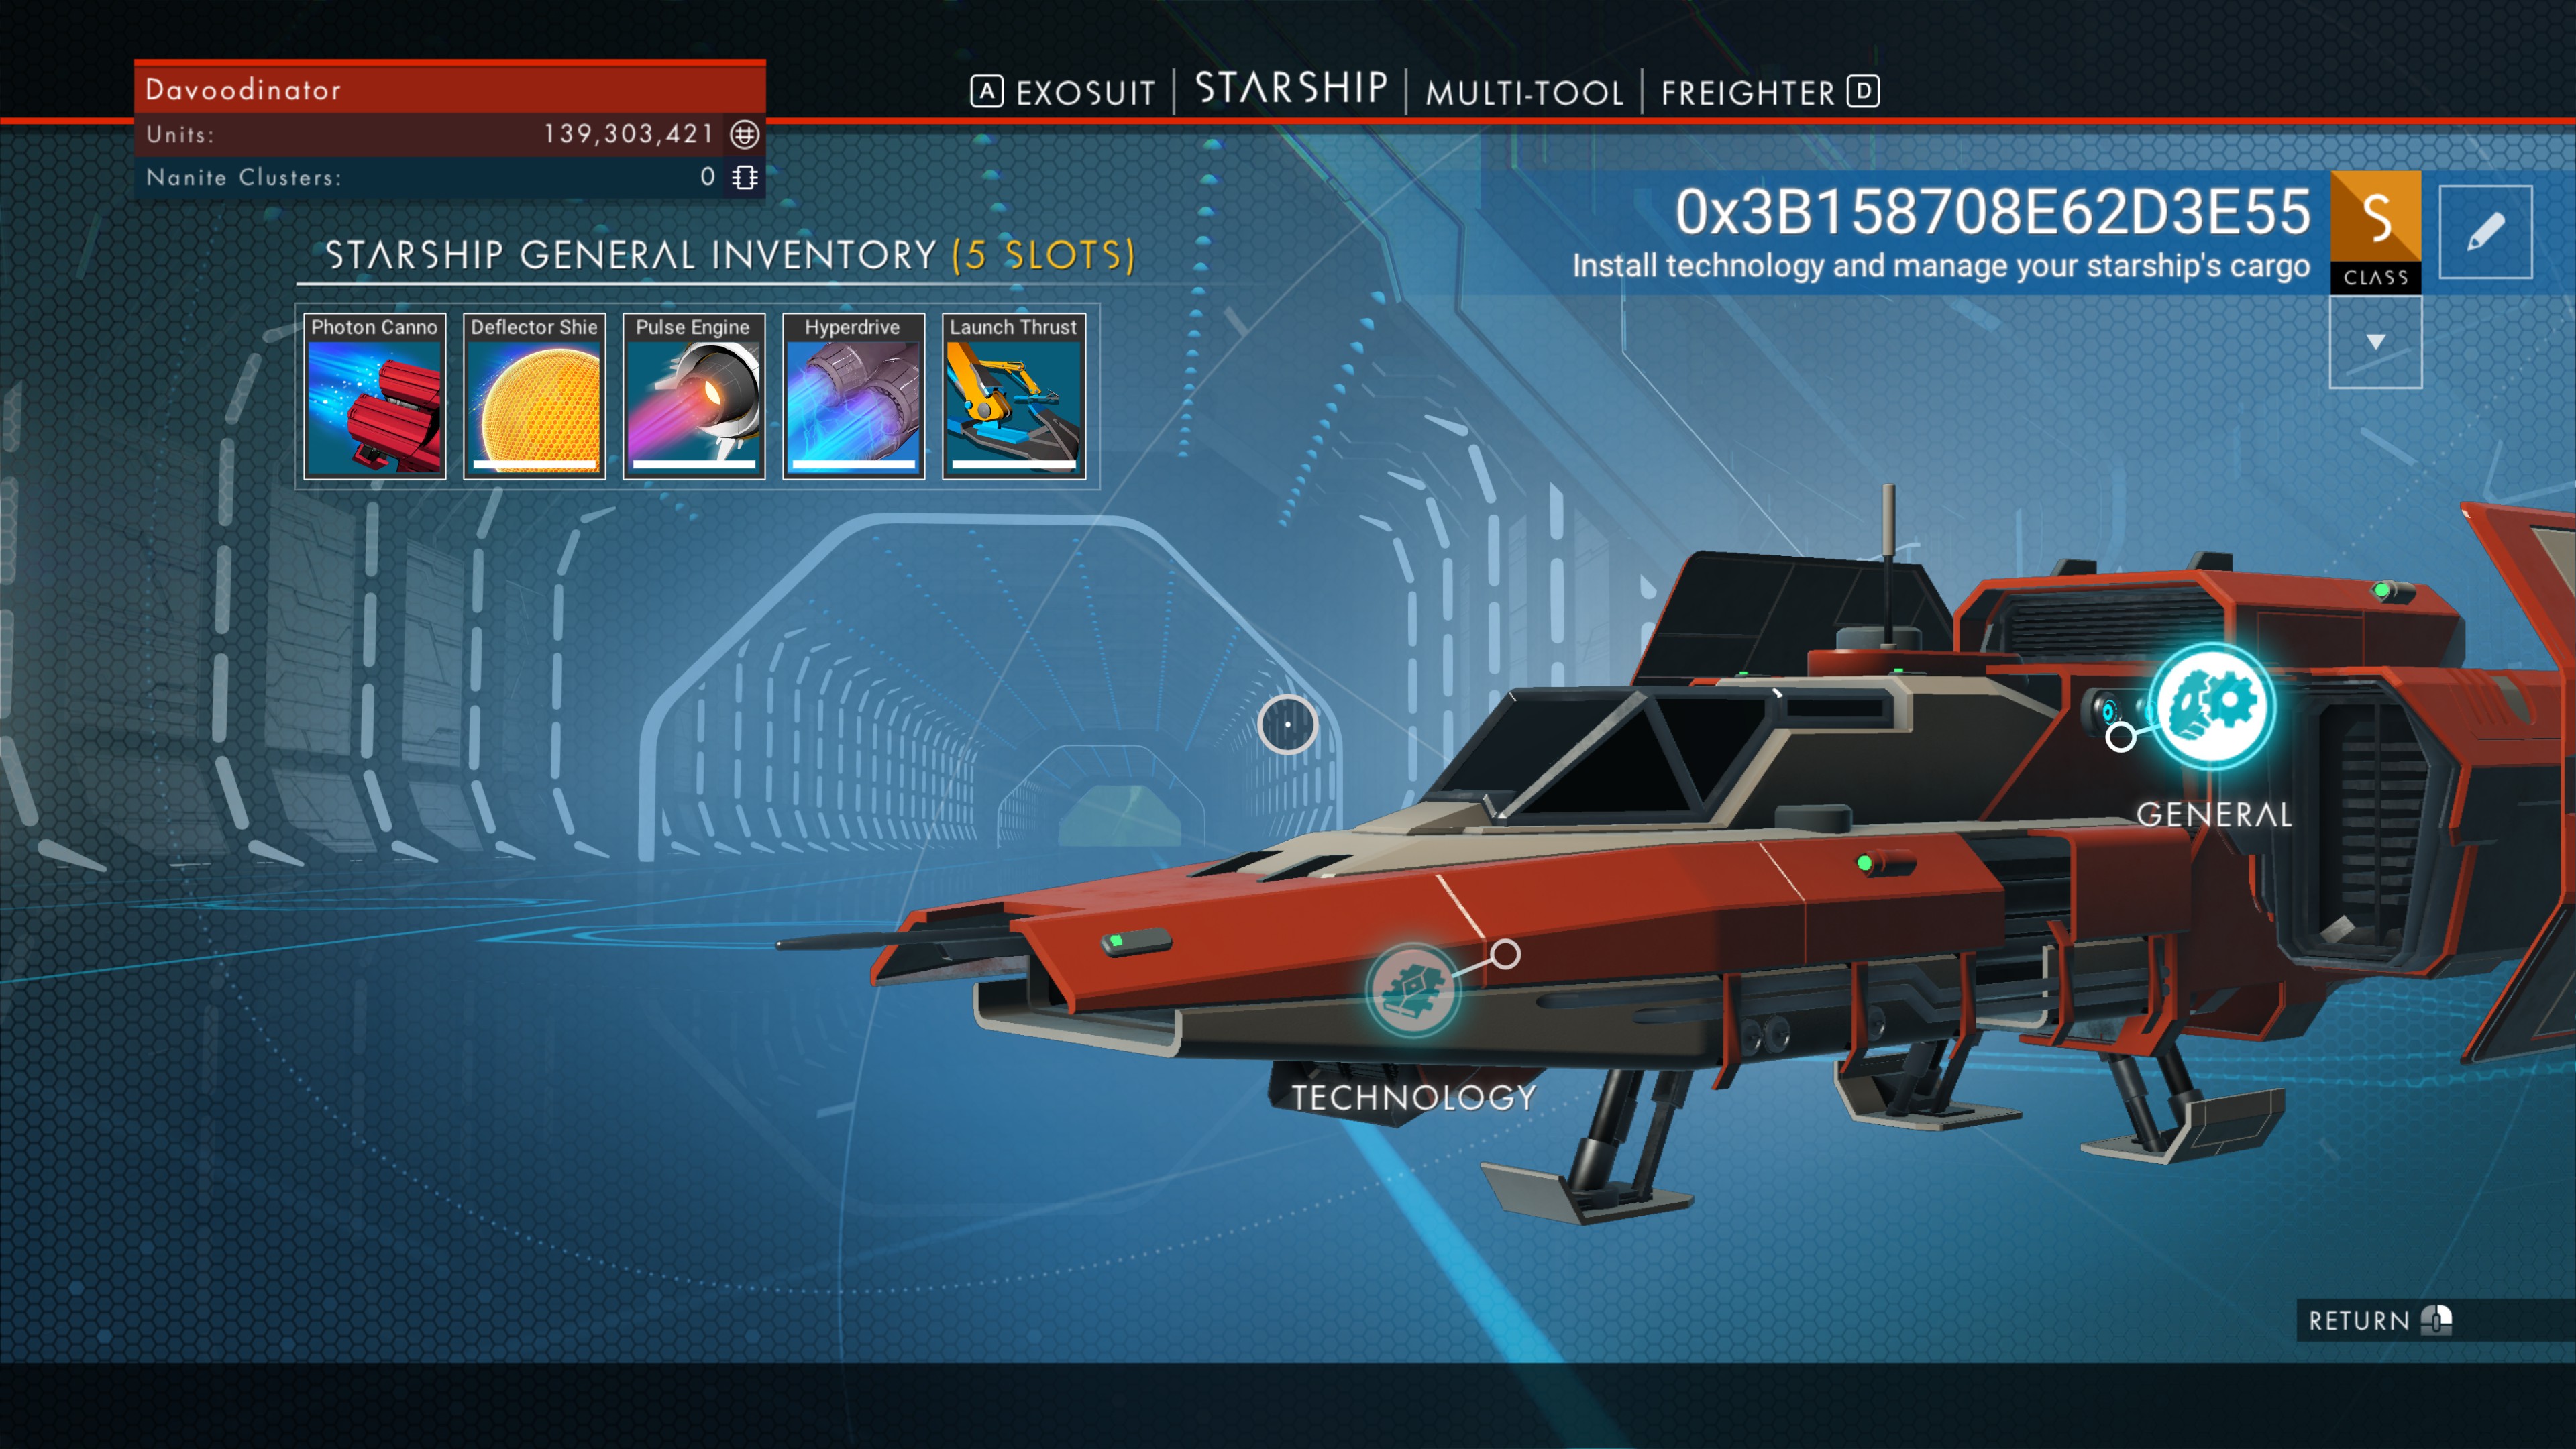 Davoodinator
Units: 139,303,421
Nanite Clusters: 0
A EXOSUIT STARSHIP MULTI-TOOL FREIGHTER D
0x3B158708E62D3E55
Install technology and manage your starship's cargo
S
CLASS
STARSHIP GENERAL INVENTORY (5 SLOTS)
Photon Canno Deflector Shie Pulse Engine Hyperdrive Launch Thrust
GENERAL
TECHNOLOGY
RETURN